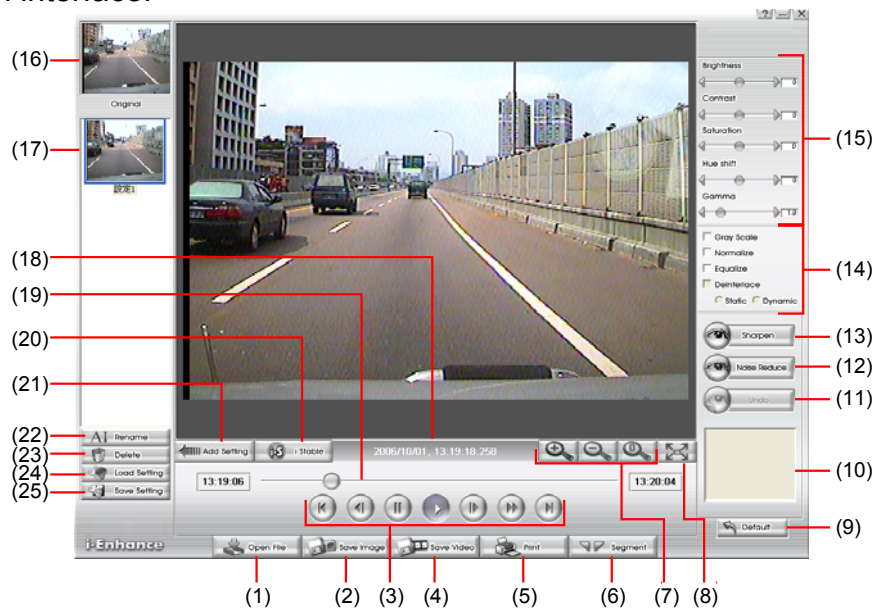 (16)
Original
(17)
設定1
(18)
(19)
(20)
(21)
(22)
(23)
(24)
(25)
Rename
Delete
Load Setting
Save Setting
Add Setting
i Stable
2006/10/01, 13:19:18.258
13:19:06
13:20:04
i-Enhance
Open File
Save Image
Save Video
Print
Segment
(1)
(2)
(3)
(4)
(5)
(6)
(7)
(8)
Brightness
0
Contrast
0
Saturation
0
Hue shift
0
Gamma
1.0
(15)
Gray Scale
Normalize
Equalize
Deinterlace
Static
Dynamic
(14)
Sharpen
(13)
Noise Reduce
(12)
Undo
(11)
(10)
Default
(9)